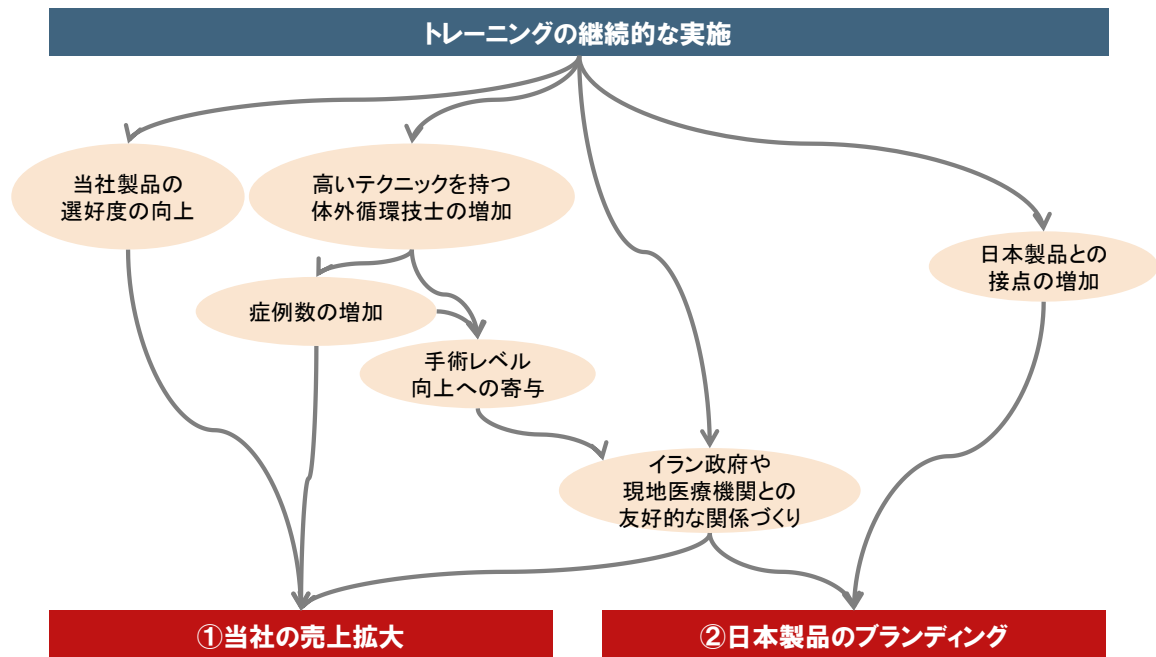 トレーニングの継続的な実施
当社製品の
選好度の向上
高いテクニックを持つ
体外循環技士の増加
日本製品との
接点の増加
症例数の増加
手術レベル
向上への寄与
イラン政府や
現地医療機関との
友好的な関係づくり
①当社の売上拡大
②日本製品のブランディング